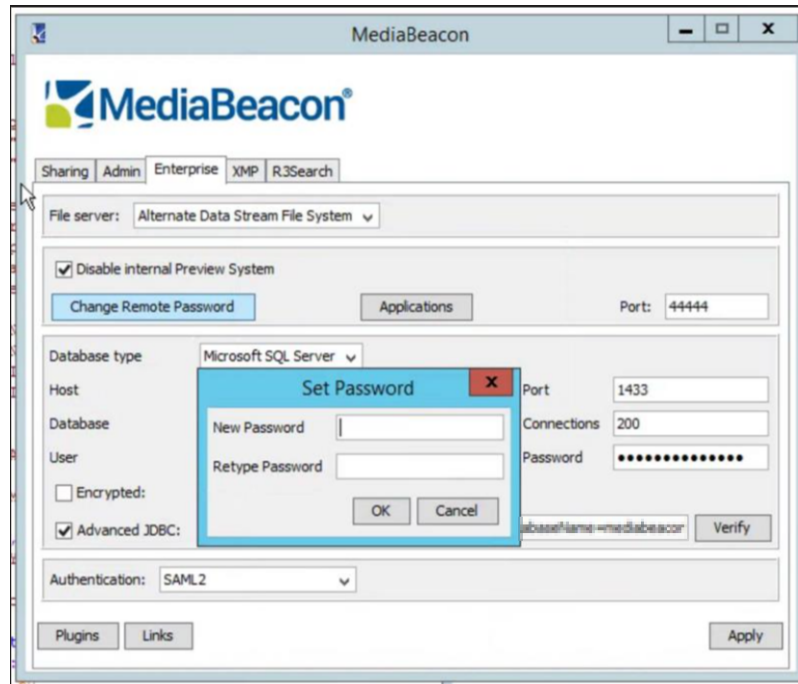 MediaBeacon
MediaBeacon®
Sharing Admin Enterprise XMP R3Search
File server: Alternate Data Stream File System
Disable internal Preview System
Change Remote Password Applications Port: 44444
Database type Microsoft SQL Server
Host Port 1433
Database Connections 200
User Password ••••••••••••••
Set Password
New Password
Retype Password
OK Cancel
Encrypted:
Advanced JDBC: abaseName=mediabeacon Verify
Authentication: SAML2
Plugins Links Apply